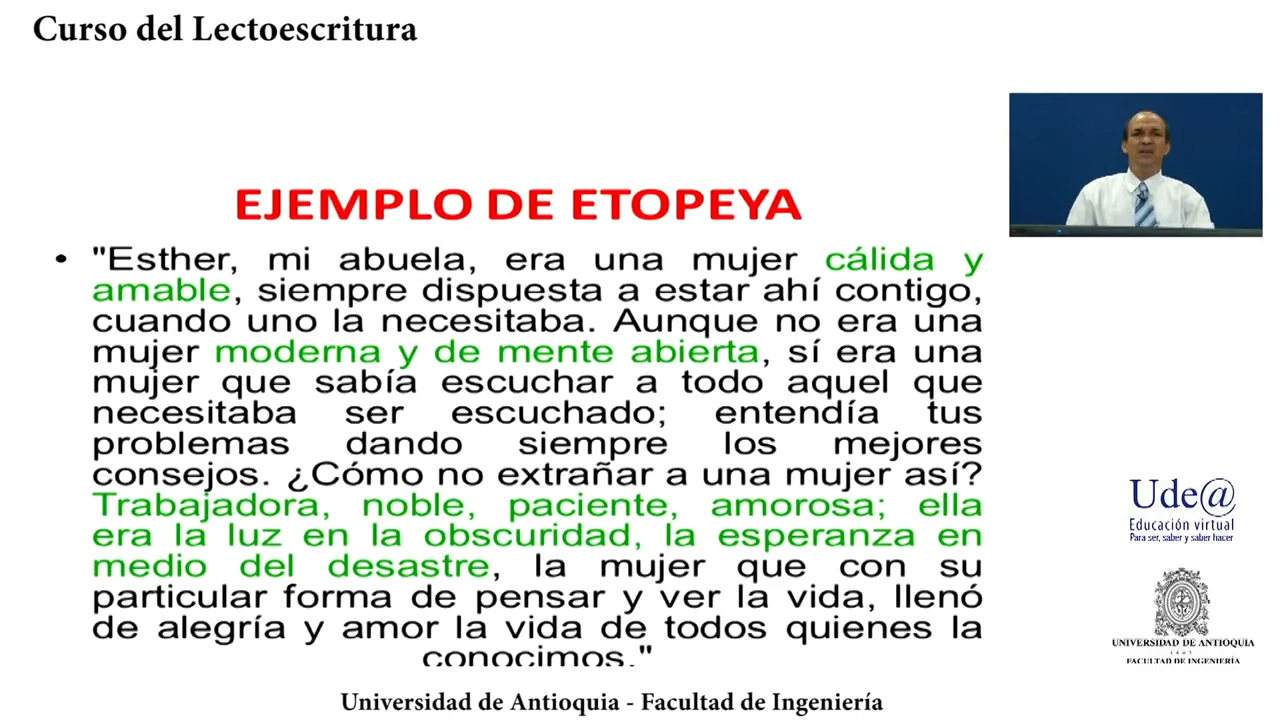 Curso del Lectoescritura
EJEMPLO DE ETOPEYA
• "Esther, mi abuela, era una mujer cálida y
amable, siempre dispuesta a estar ahí contigo,
cuando uno la necesitaba. Aunque no era una
mujer moderna y de mente abierta, sí era una
mujer que sabía escuchar a todo aquel que
necesitaba ser escuchado; entendía tus
problemas dando siempre los mejores
consejos. ¿Cómo no extrañar a una mujer así?
Trabajadora, noble, paciente, amorosa; ella
era la luz en la obscuridad, la esperanza en
medio del desastre, la mujer que con su
particular forma de pensar y ver la vida, llenó
de alegría y amor la vida de todos quienes la
conocimos."
Ude@
Educación virtual
Para ser, saber y saber hacer
UNIVERSIDAD DE ANTIOQUIA
1803
FACULTAD DE INGENIERÍA
Universidad de Antioquia - Facultad de Ingeniería